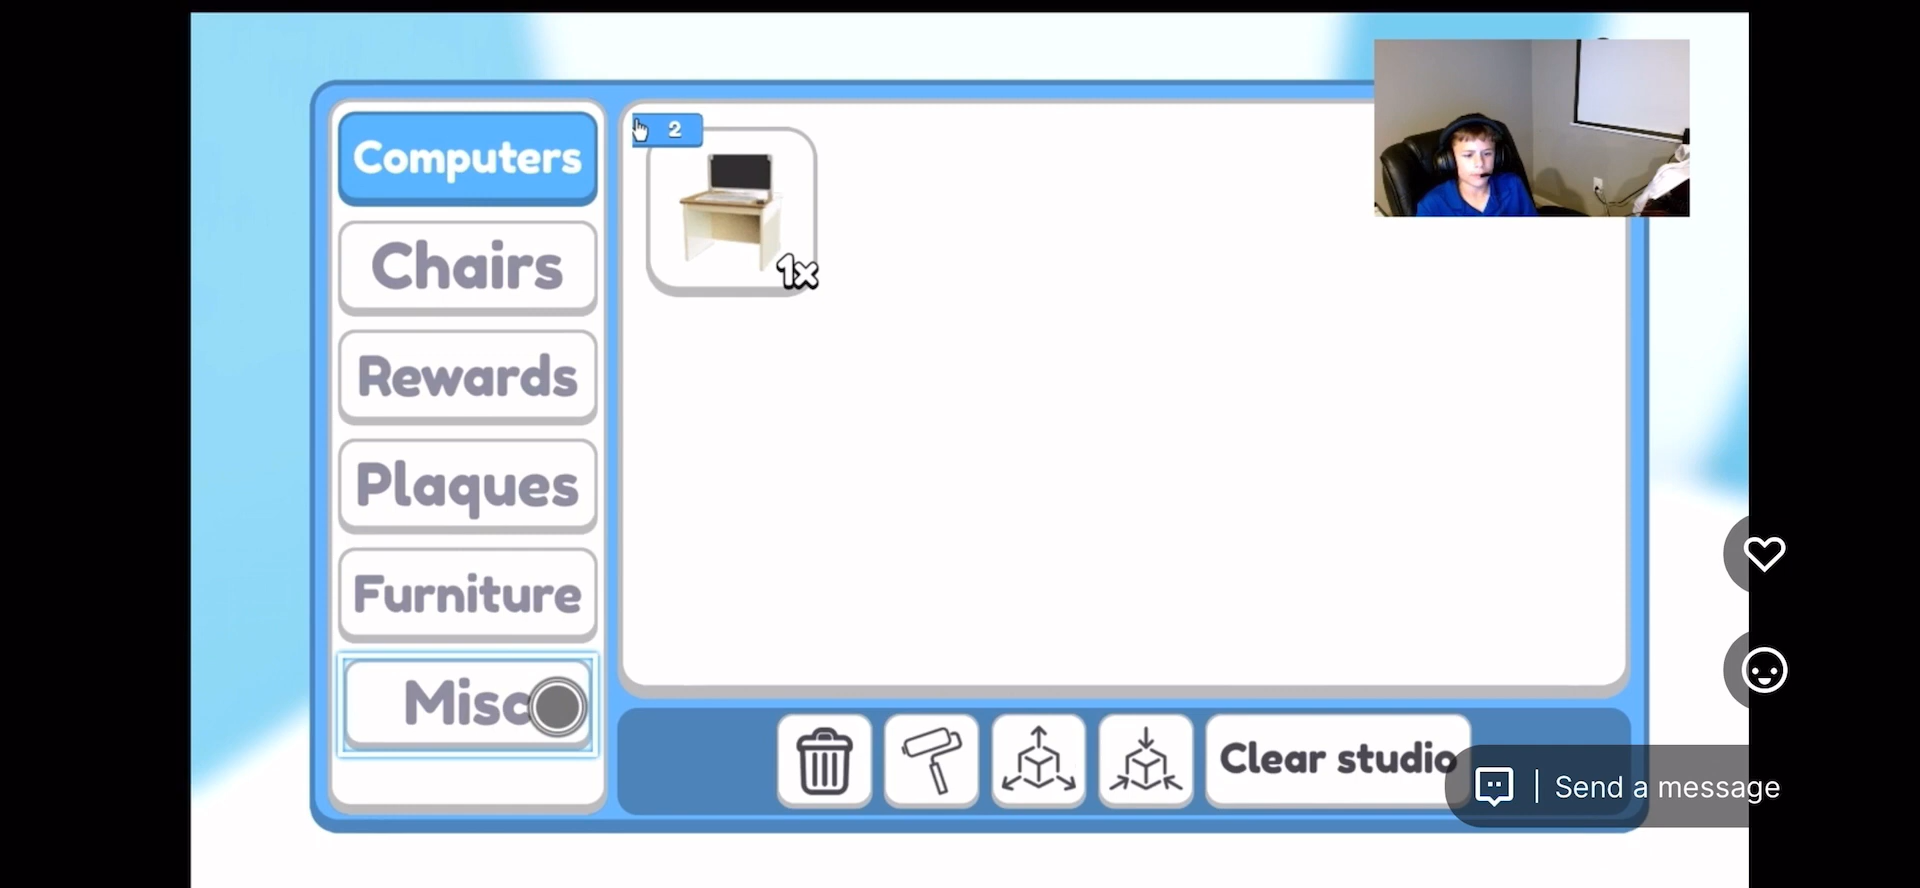 Computers
Chairs
Rewards
Plaques
Furniture
Misc
2
1x
Clear studio
Send a message